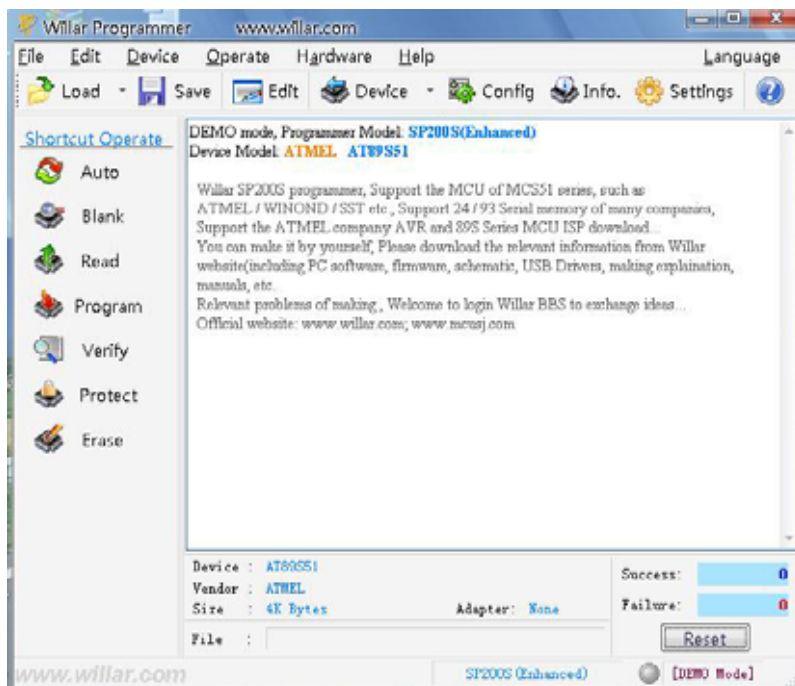 Willar Programmer www.willar.com
File Edit Device Operate Hardware Help Language
Load Save Edit Device Config Info. Settings
Shortcut Operate
Auto
Blank
Read
Program
Verify
Protect
Erase
DEMO mode, Programmer Model: SP200S(Enhanced)
Device Model: ATMEL AT89S51
Willar SP200S programmer, Support the MCU of MCS51 series, such as
ATMEL / WINOND / SST etc., Support 24 / 93 Serial memory of many companies,
Support the ATMEL company AVR and 89S Series MCU ISP download...
You can make it by yourself, Please download the relevant information from Willar
website(including PC software, firmware, schematic, USB Drivers, making explaination,
manuals, etc.
Relevant problems of making , Welcome to login Willar BBS to exchange ideas...
Official website: www.willar.com; www.mcusj.com
Device : AT89S51
Vendor : ATMEL
Size : 4K Bytes Adapter: None
File :
Success: 0
Failure: 0
Reset
www.willar.com SP200S (Enhanced) [DEMO Mode]